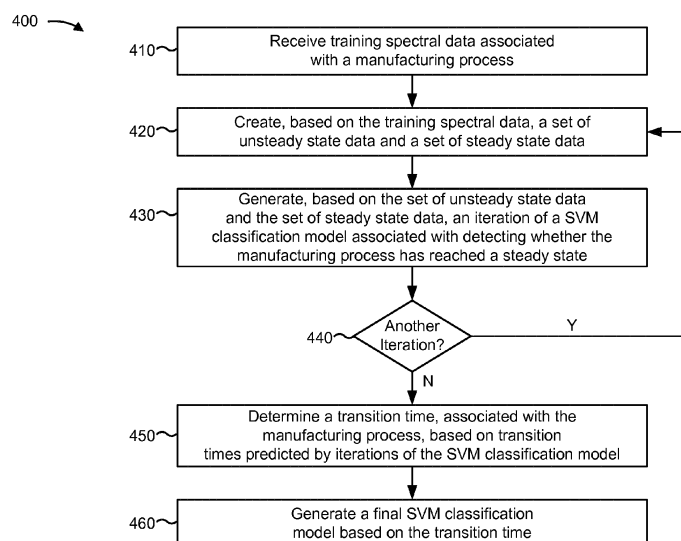 400
410
Receive training spectral data associated
with a manufacturing process
420
Create, based on the training spectral data, a set of
unsteady state data and a set of steady state data
430
Generate, based on the set of unsteady state data
and the set of steady state data, an iteration of a SVM
classification model associated with detecting whether the
manufacturing process has reached a steady state
440
Another
Iteration?
Y
N
450
Determine a transition time, associated with the
manufacturing process, based on transition
times predicted by iterations of the SVM classification model
460
Generate a final SVM classification
model based on the transition time